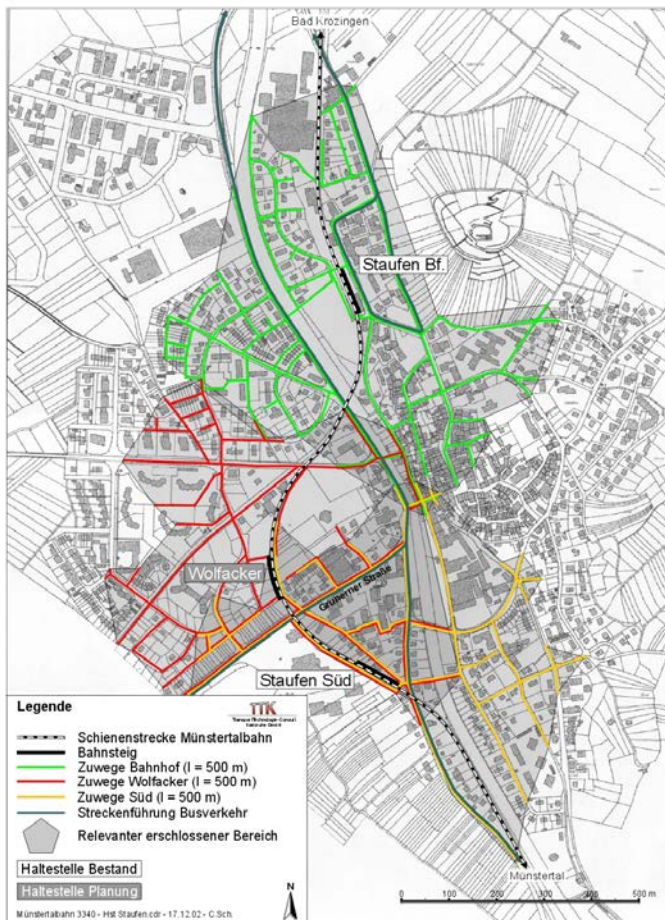 Bad Krozingen
Staufen Bf.
Wolfacker
Grunerner Straße
Staufen Süd
Legende
TTK
Schienenstrecke Münstertalbahn
Bahnsteig
Zuwege Bahnhof (l = 500 m)
Zuwege Wolfacker (l = 500 m)
Zuwege Süd (l = 500 m)
Streckenführung Busverkehr
Relevanter erschlossener Bereich
Haltestelle Bestand
Haltestelle Planung
N
Münstertal
0 100 200 300 400 500 m
Münstertalbahn 3340 - Hst Staufen.cdr - 17.12.02 - C.Sch.